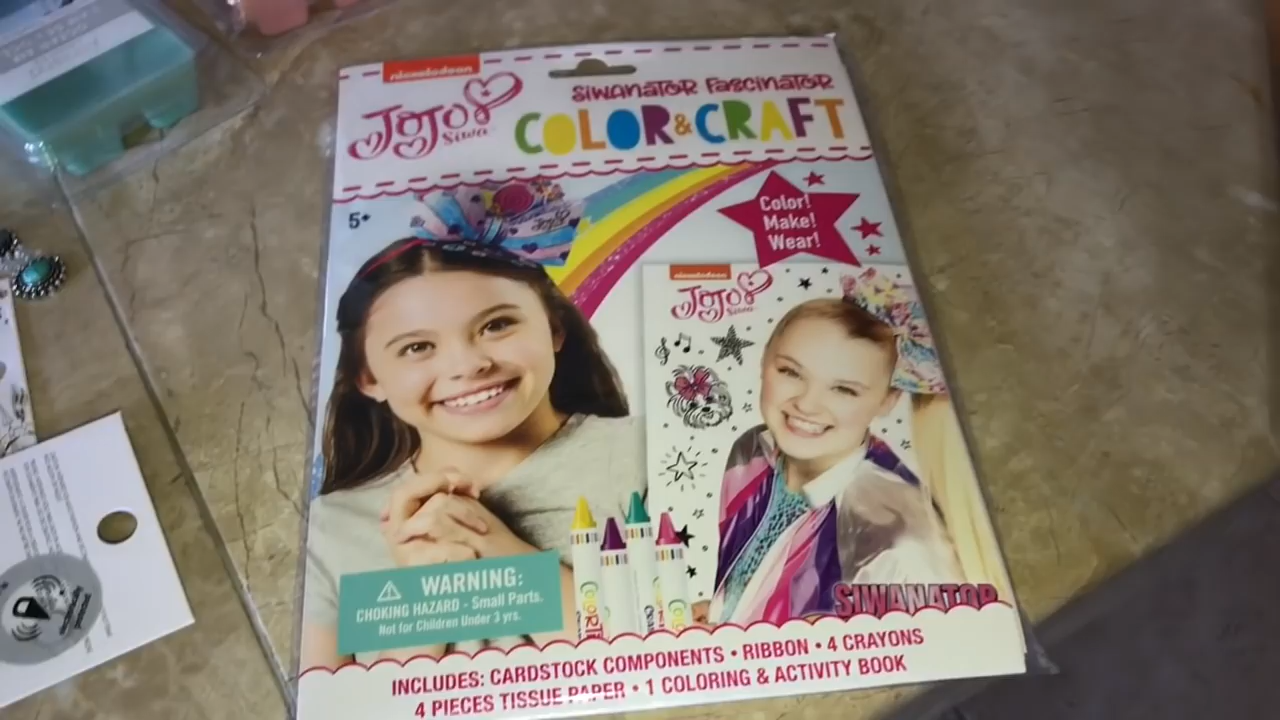 nickelodeon
JoJo
Siwa
SIWANATOR FASCINATOR
COLOR & CRAFT
5+
Color!
Make!
Wear!
nickelodeon
JoJo
Siwa
WARNING:
CHOKING HAZARD - Small Parts.
Not for Children Under 3 yrs.
SIWANATOR
INCLUDES: CARDSTOCK COMPONENTS • RIBBON • 4 CRAYONS
4 PIECES TISSUE PAPER • 1 COLORING & ACTIVITY BOOK